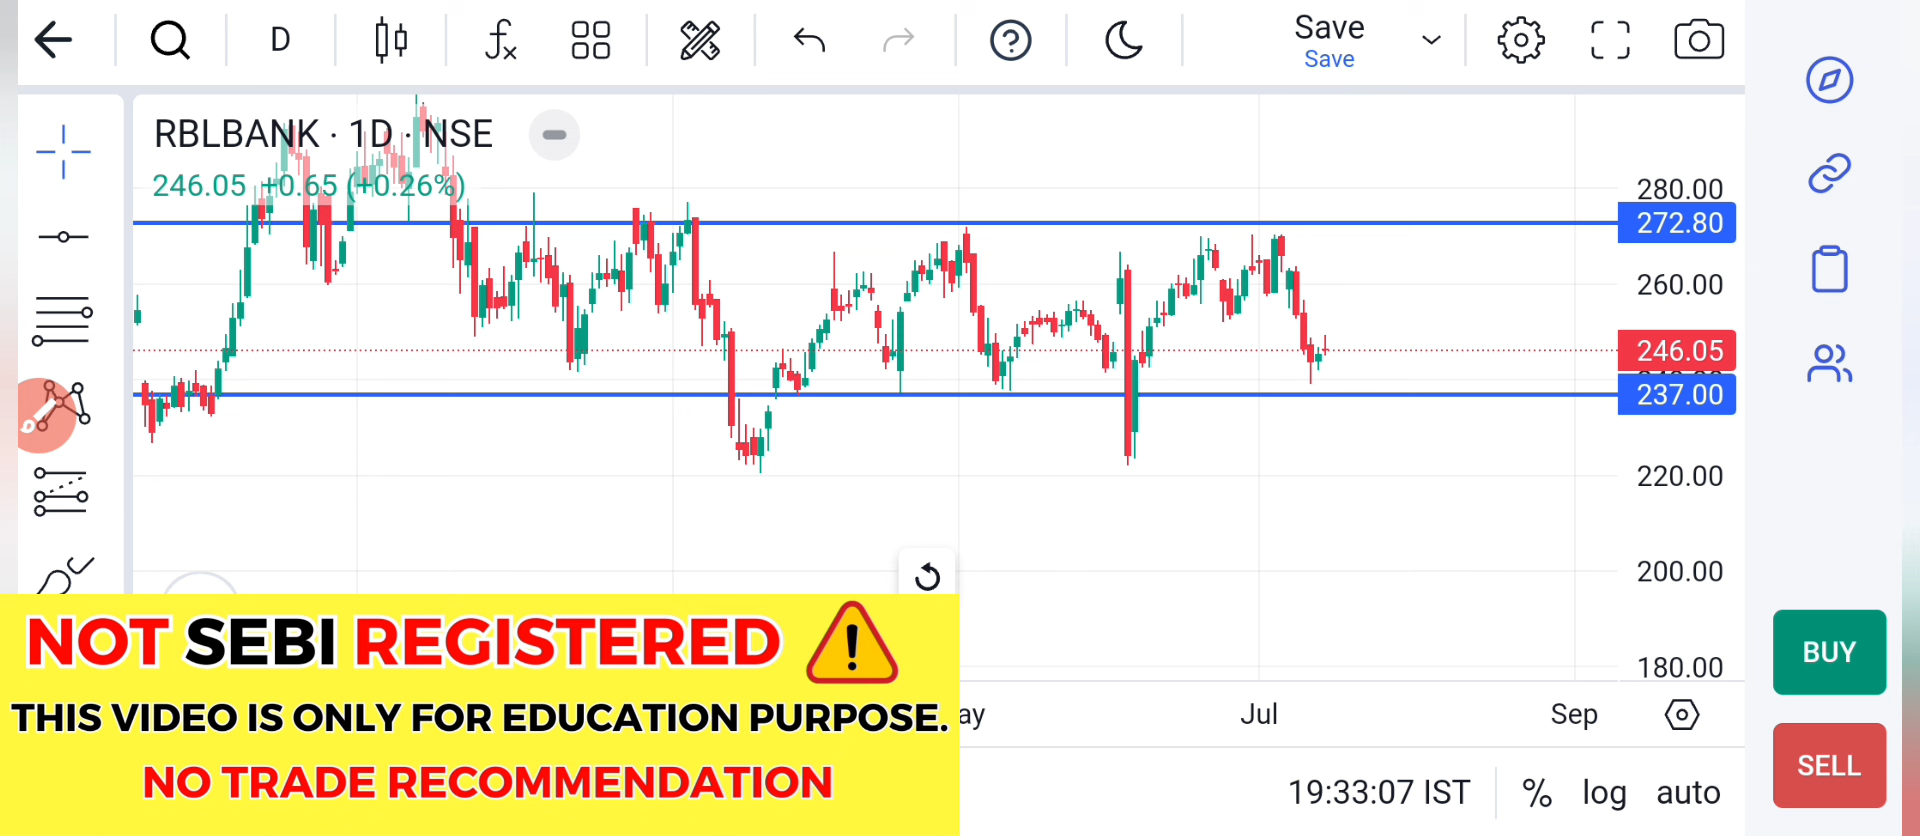 D
Save
Save
RBLBANK · 1D · NSE
246.05 +0.65 (+0.26%)
280.00
272.80
260.00
246.05
237.00
220.00
200.00
180.00
BUY
SELL
NOT SEBI REGISTERED
THIS VIDEO IS ONLY FOR EDUCATION PURPOSE.
NO TRADE RECOMMENDATION
ay
Jul
Sep
19:33:07 IST
%
log
auto